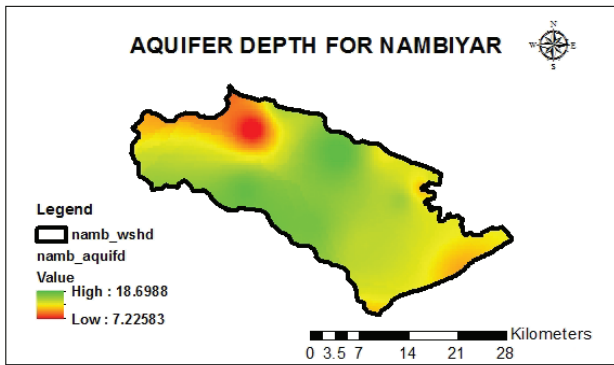 AQUIFER DEPTH FOR NAMBIYAR
N
W E
S
Legend
namb_wshd
namb_aquifd
Value
High : 18.6988
Low : 7.22583
Kilometers
0 3.5 7 14 21 28